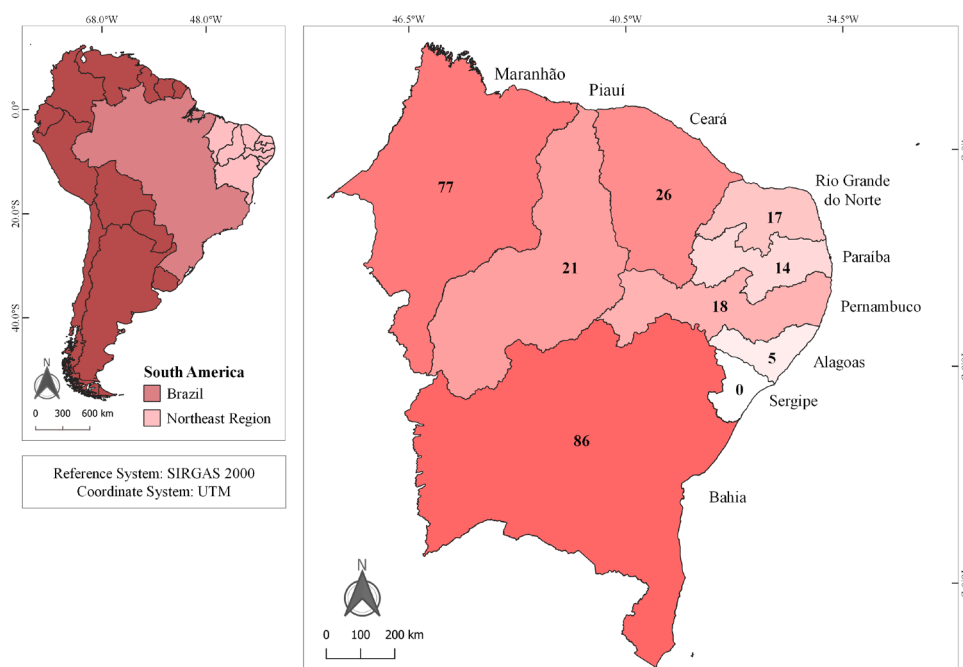 68.0°W
48.0°W
0.0°
20.0°S
40.0°S
N
0 300 600 km
South America
Brazil
Northeast Region
Reference System: SIRGAS 2000
Coordinate System: UTM
46.5°W
40.5°W
34.5°W
Maranhão
Piauí
Ceará
Rio Grande
do Norte
Paraíba
Pernambuco
Alagoas
Sergipe
Bahia
77
26
17
21
14
18
5
0
86
N
0 100 200 km